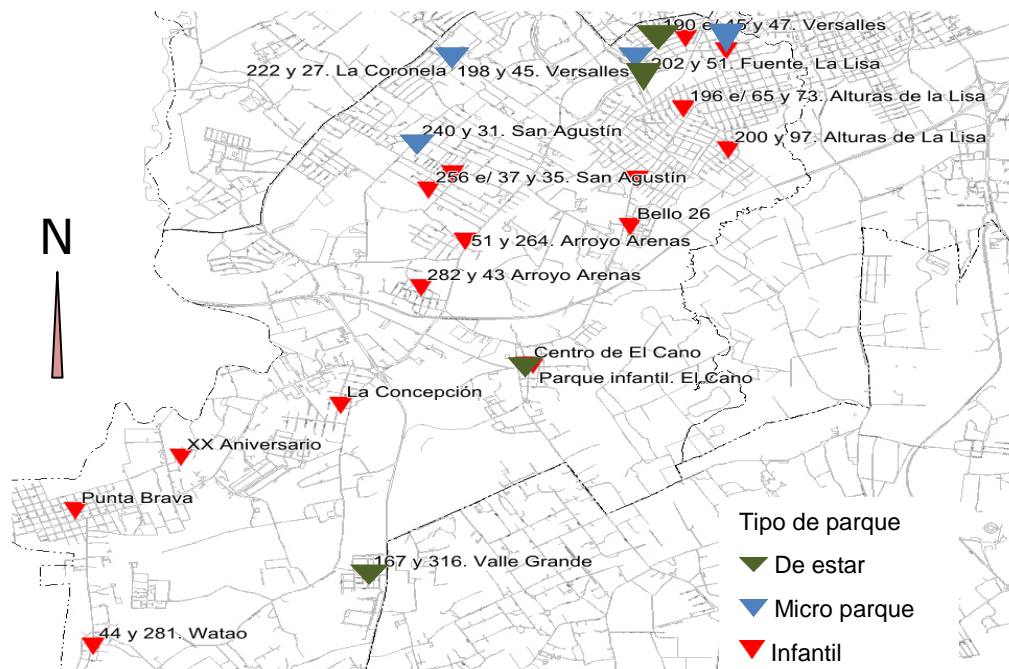 190 e/ 45 y 47. Versalles
222 y 27. La Coronela
198 y 45. Versalles
202 y 51. Fuente, La Lisa
196 e/ 65 y 73. Alturas de la Lisa
240 y 31. San Agustín
200 y 97. Alturas de La Lisa
256 e/ 37 y 35. San Agustín
Bello 26
N
51 y 264. Arroyo Arenas
282 y 43 Arroyo Arenas
Centro de El Cano
Parque infantil. El Cano
La Concepción
XX Aniversario
Punta Brava
167 y 316. Valle Grande
44 y 281. Watao
Tipo de parque
De estar
Micro parque
Infantil